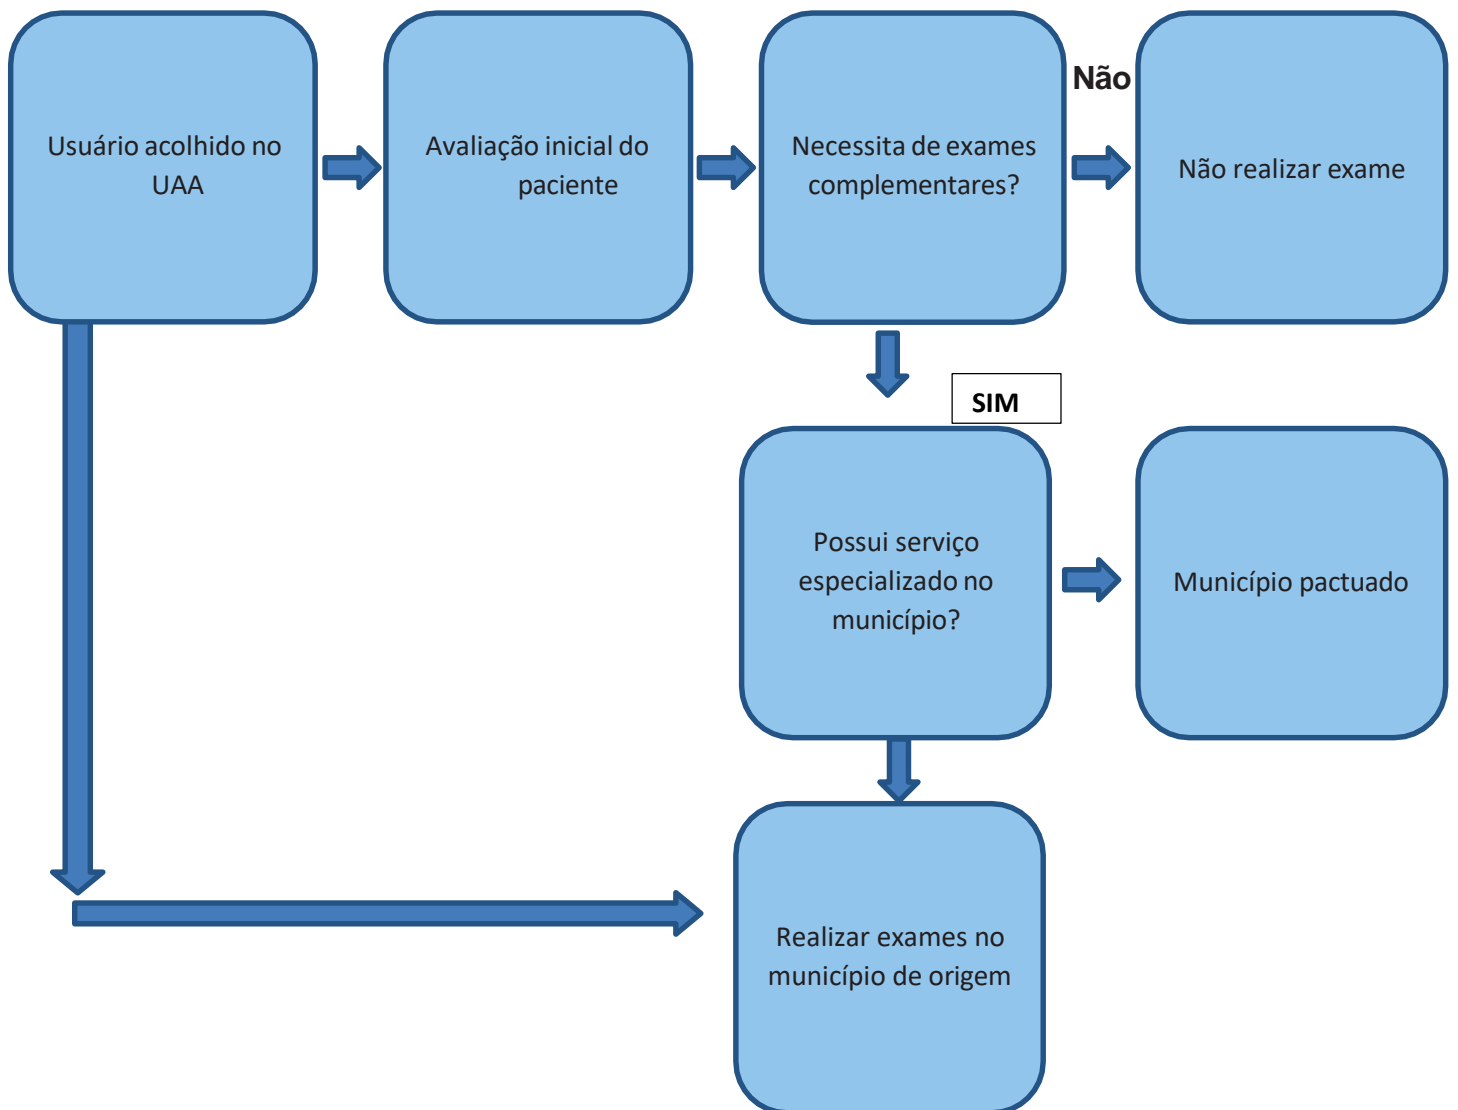 Usuário acolhido no
UAA
Avaliação inicial do
paciente
Necessita de exames
complementares?
Não
Não realizar exame
SIM
Possui serviço
especializado no
município?
Município pactuado
Realizar exames no
município de origem